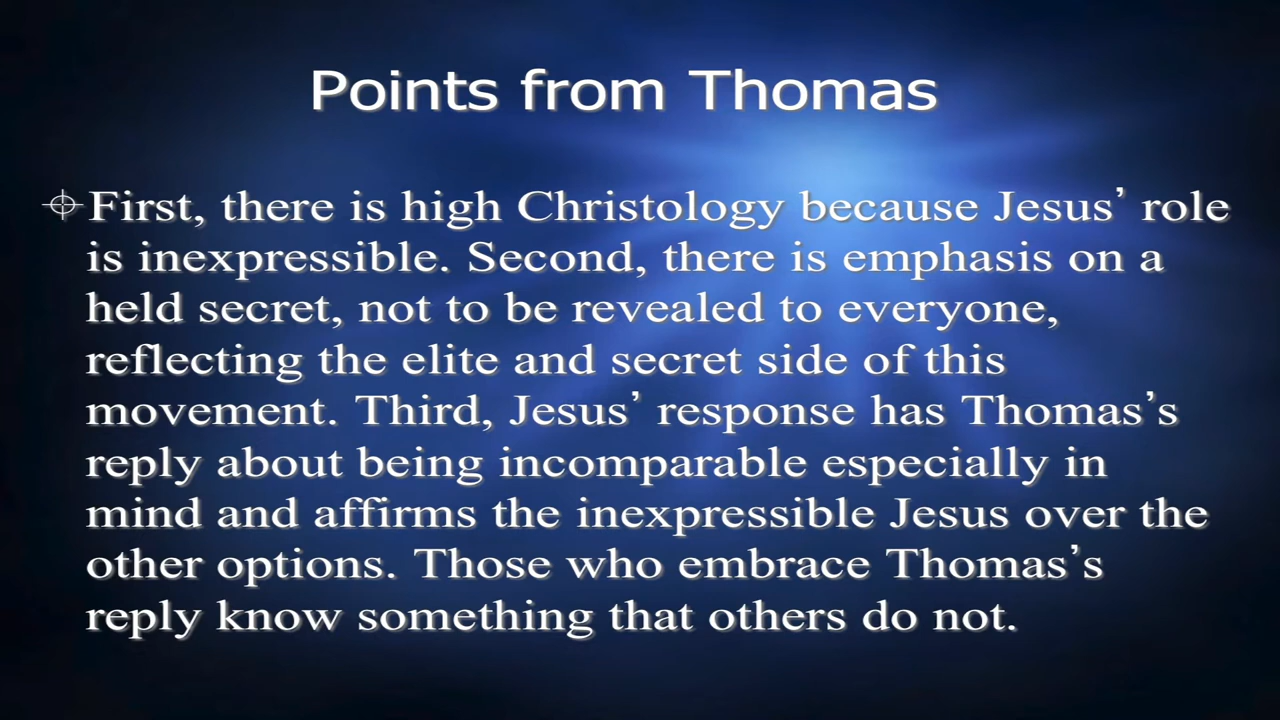 Points from Thomas
First, there is high Christology because Jesus’ role
is inexpressible. Second, there is emphasis on a
held secret, not to be revealed to everyone,
reflecting the elite and secret side of this
movement. Third, Jesus’ response has Thomas’s
reply about being incomparable especially in
mind and affirms the inexpressible Jesus over the
other options. Those who embrace Thomas’s
reply know something that others do not.